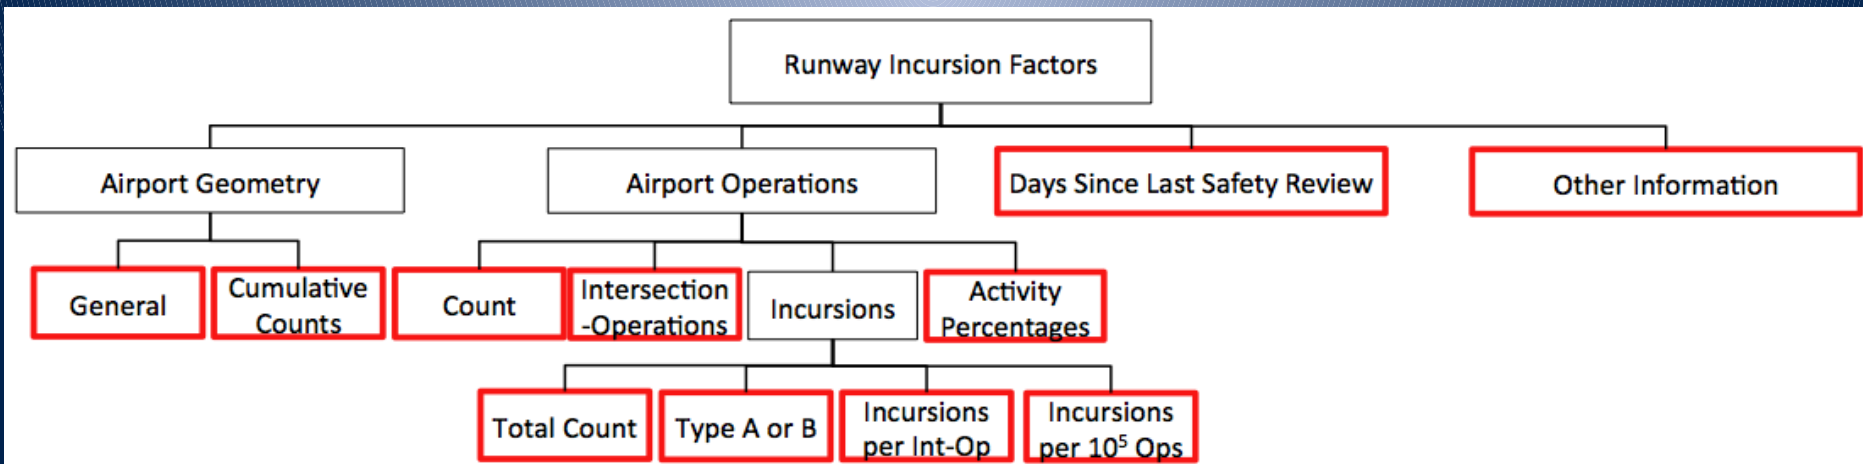 Runway Incursion Factors
Airport Geometry
Airport Operations
Days Since Last Safety Review
Other Information
General
Cumulative
Counts
Count
Intersection
-Operations
Incursions
Activity
Percentages
Total Count
Type A or B
Incursions
per Int-Op
Incursions
per 10⁵ Ops